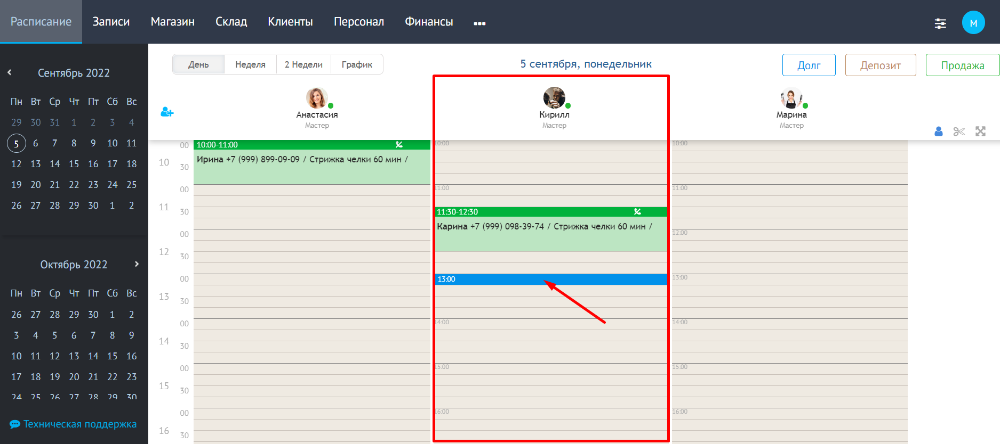 Расписание Записи Магазин Склад Клиенты Персонал Финансы ••• М
Сентябрь 2022
Пн Вт Ср Чт Пт Сб Вс
29 30 31 1 2 3 4
5 6 7 8 9 10 11
12 13 14 15 16 17 18
19 20 21 22 23 24 25
26 27 28 29 30 1 2
Октябрь 2022
Пн Вт Ср Чт Пт Сб Вс
26 27 28 29 30 1 2
3 4 5 6 7 8 9
10 11 12 13 14 15 16
17 18 19 20 21 22 23
24 25 26 27 28 29 30
Техническая поддержка
День Неделя 2 Недели График
5 сентября, понедельник
Долг Депозит Продажа
Анастасия
Мастер
Кирилл
Мастер
Марина
Мастер
10 00 30
11 00 30
12 00 30
13 00 30
14 00 30
15 00 30
16 00 30
10:00-11:00
Ирина +7 (999) 899-09-09 / Стрижка челки 60 мин /
10:00
11:00
11:30-12:30
Карина +7 (999) 098-39-74 / Стрижка челки 60 мин /
13:00
14:00
15:00
16:00
10:00
11:00
12:00
13:00
14:00
15:00
16:00